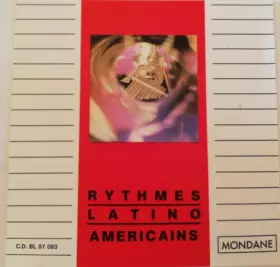 RYTHMES
LATINO
AMERICAINS
C.D. BL 87 083
MONDANE